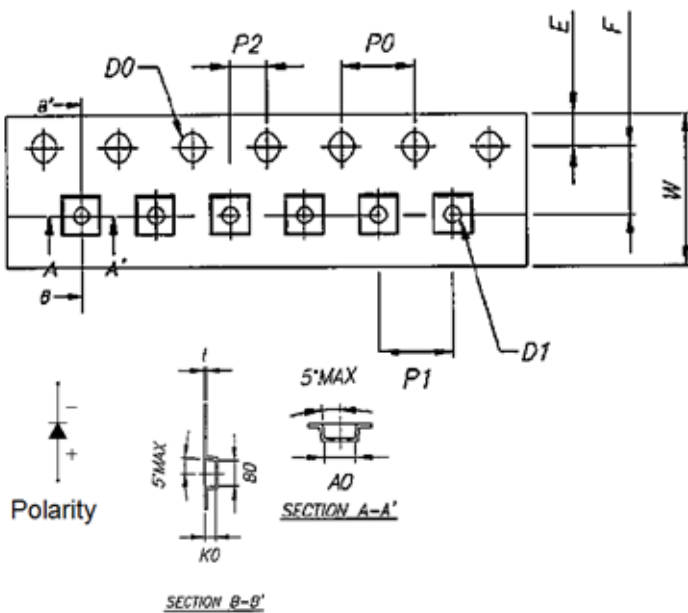 E
F
P2
P0
D0
B'
W
A
A'
B
D1
P1
t
5°MAX
5°MAX
-
+
B0
A0
Polarity
SECTION A-A'
K0
SECTION B-B'